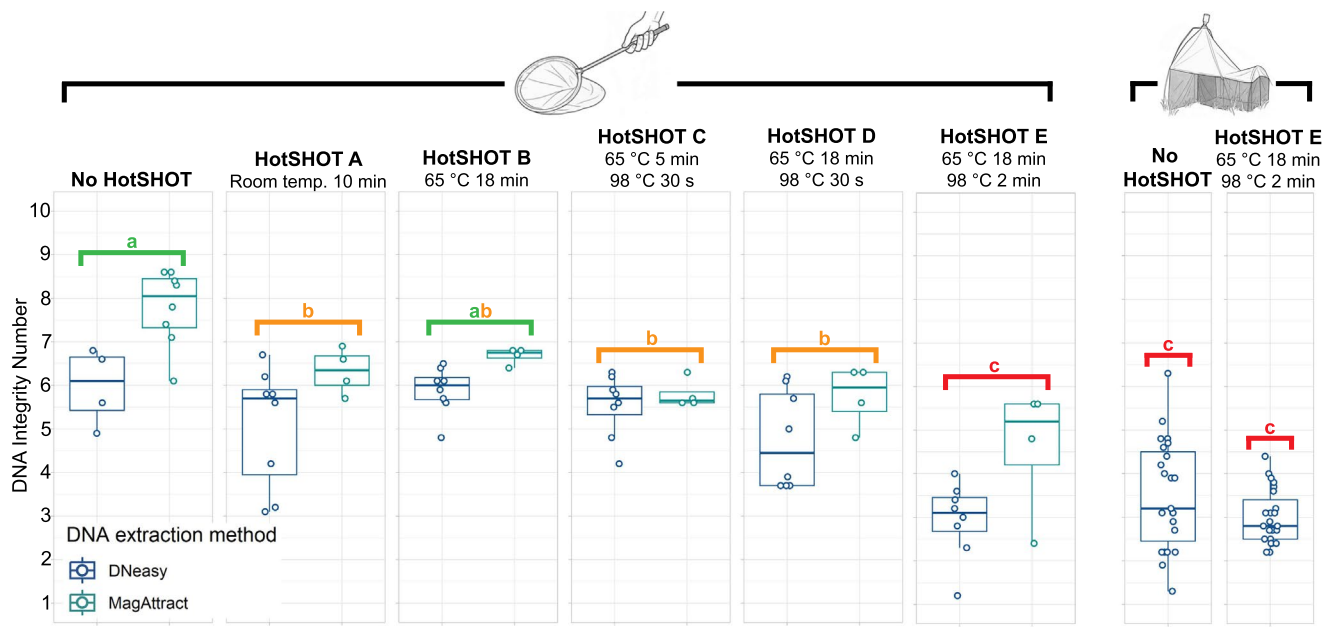 No HotSHOT
HotSHOT A
Room temp. 10 min
HotSHOT B
65 °C 18 min
HotSHOT C
65 °C 5 min
98 °C 30 s
HotSHOT D
65 °C 18 min
98 °C 30 s
HotSHOT E
65 °C 18 min
98 °C 2 min
No
HotSHOT
HotSHOT E
65 °C 18 min
98 °C 2 min
DNA Integrity Number
10
9
8
7
6
5
4
3
2
1
a
b
ab
b
b
c
c
c
DNA extraction method
DNeasy
MagAttract